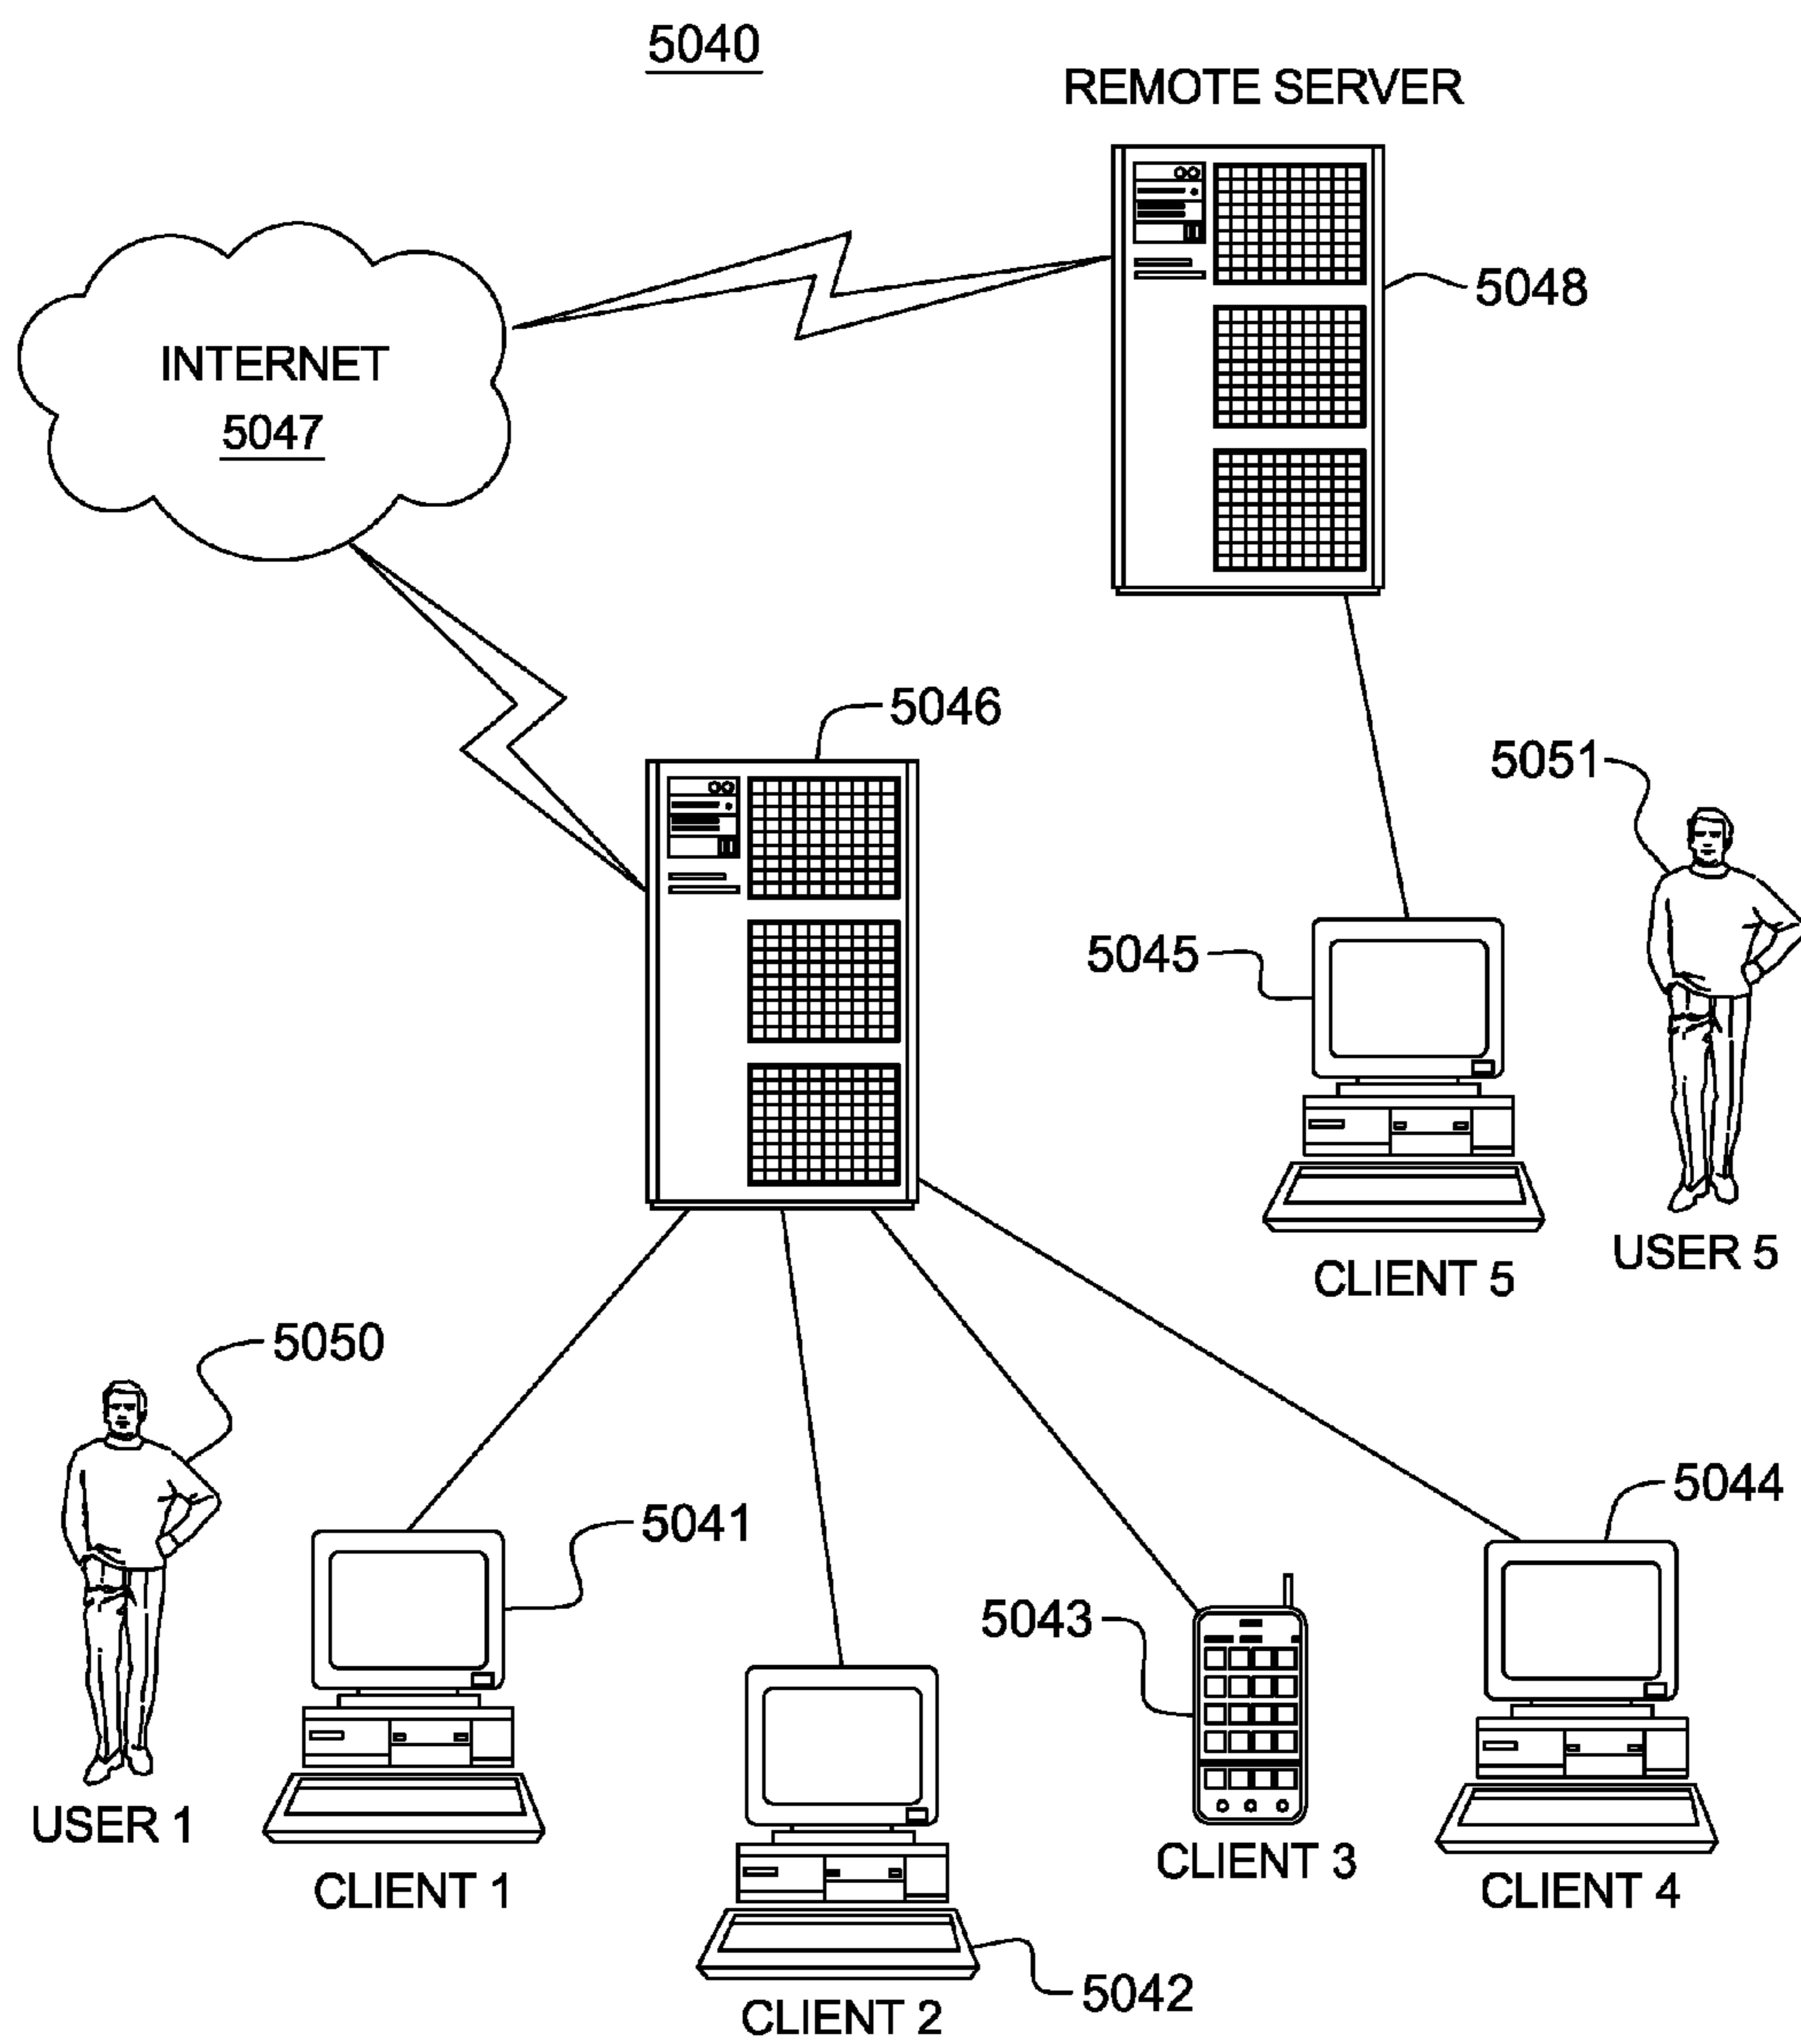 5040
REMOTE SERVER
5048
INTERNET
5047
5046
5051
5045
USER 5
CLIENT 5
5050
5041
5044
5043
USER 1
CLIENT 1
CLIENT 3
CLIENT 4
5042
CLIENT 2